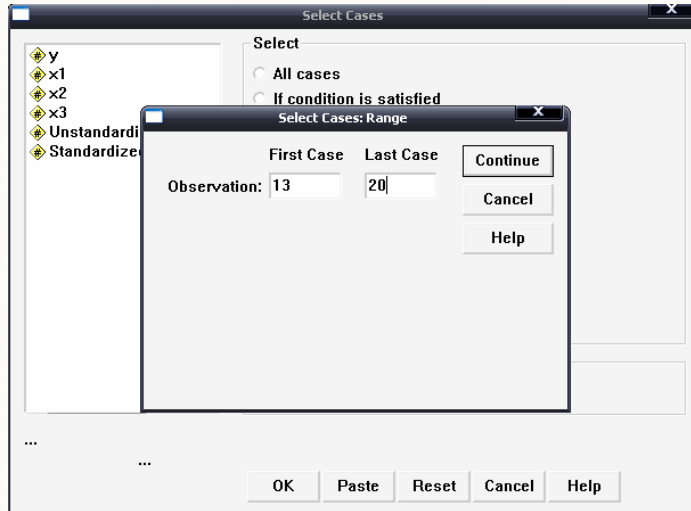 Select Cases
X
y
x1
x2
x3
Unstandardi
Standardized
Select
All cases
If condition is satisfied
Select Cases: Range
X
First Case Last Case
Observation: 13 20
Continue
Cancel
Help
...
...
OK Paste Reset Cancel Help